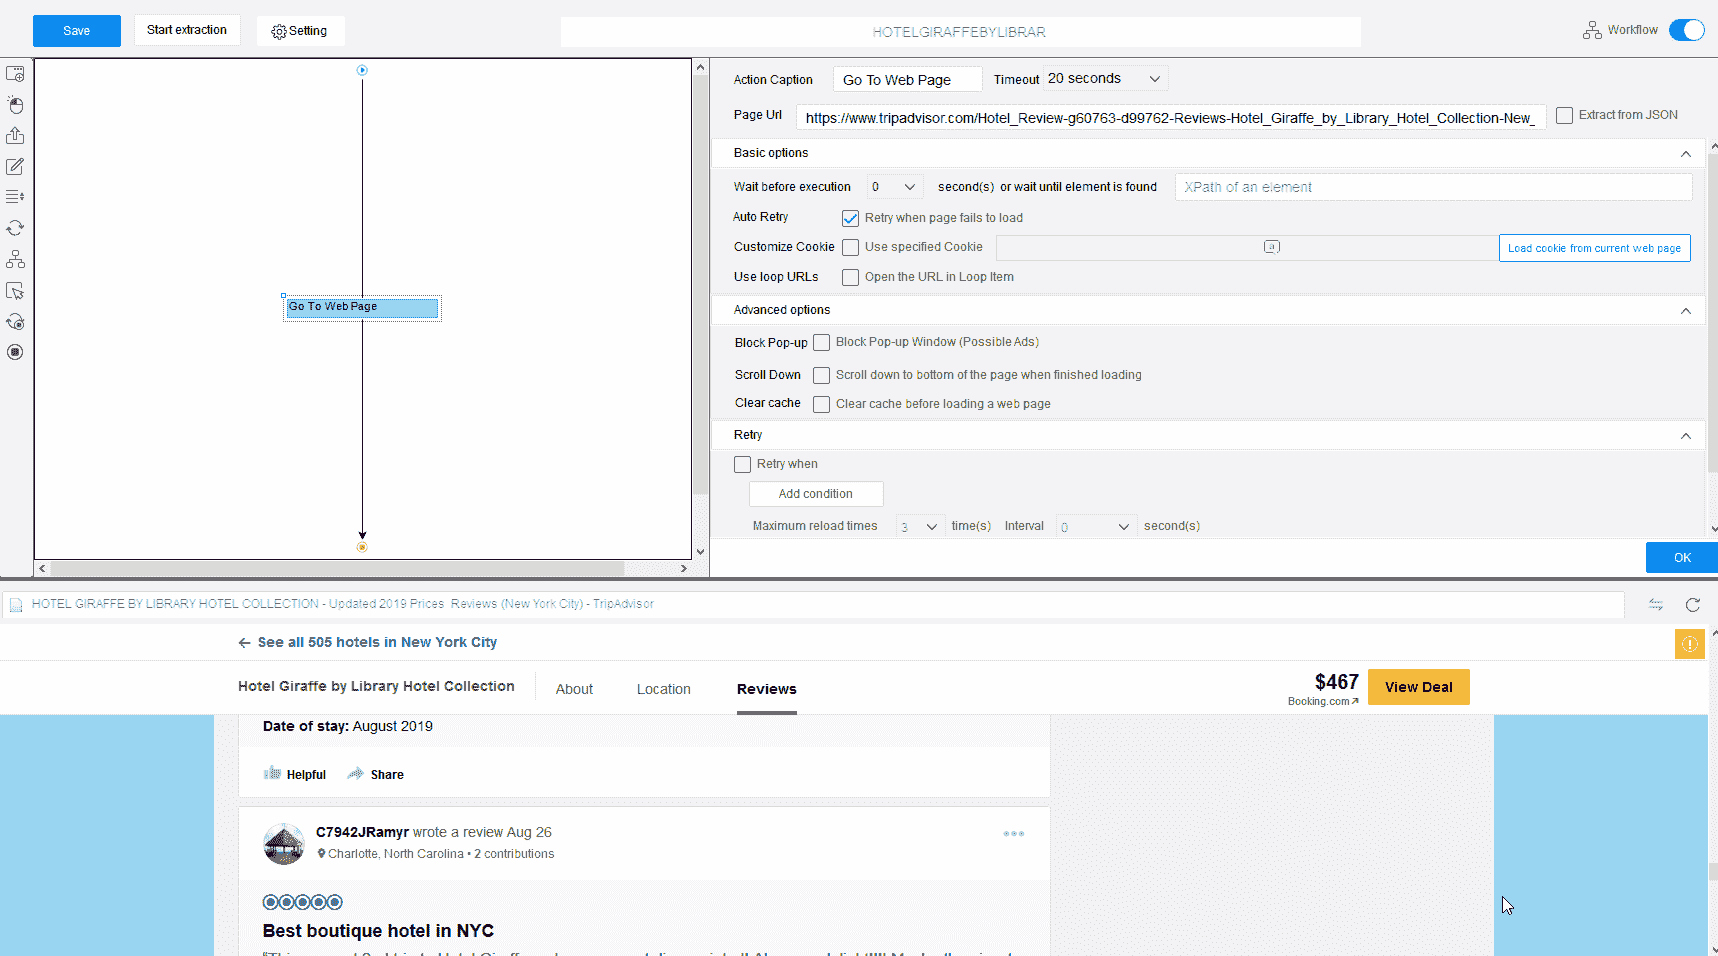 Save
Start extraction
Setting
HOTELGIRAFFEBYLIBRAR
Workflow
Go To Web Page
Action Caption
Go To Web Page
Timeout
20 seconds
Page Url
https://www.tripadvisor.com/Hotel_Review-g60763-d99762-Reviews-Hotel_Giraffe_by_Library_Hotel_Collection-New_
Extract from JSON
Basic options
Wait before execution
0
second(s) or wait until element is found
XPath of an element
Auto Retry
Retry when page fails to load
Customize Cookie
Use specified Cookie
a
Load cookie from current web page
Use loop URLs
Open the URL in Loop Item
Advanced options
Block Pop-up
Block Pop-up Window (Possible Ads)
Scroll Down
Scroll down to bottom of the page when finished loading
Clear cache
Clear cache before loading a web page
Retry
Retry when
Add condition
Maximum reload times
3
time(s)
Interval
0
second(s)
OK
HOTEL GIRAFFE BY LIBRARY HOTEL COLLECTION - Updated 2019 Prices Reviews (New York City) - TripAdvisor
See all 505 hotels in New York City
Hotel Giraffe by Library Hotel Collection
About
Location
Reviews
$467
Booking.com
View Deal
Date of stay: August 2019
Helpful
Share
C7942JRamyr wrote a review Aug 26
Charlotte, North Carolina • 2 contributions
Best boutique hotel in NYC